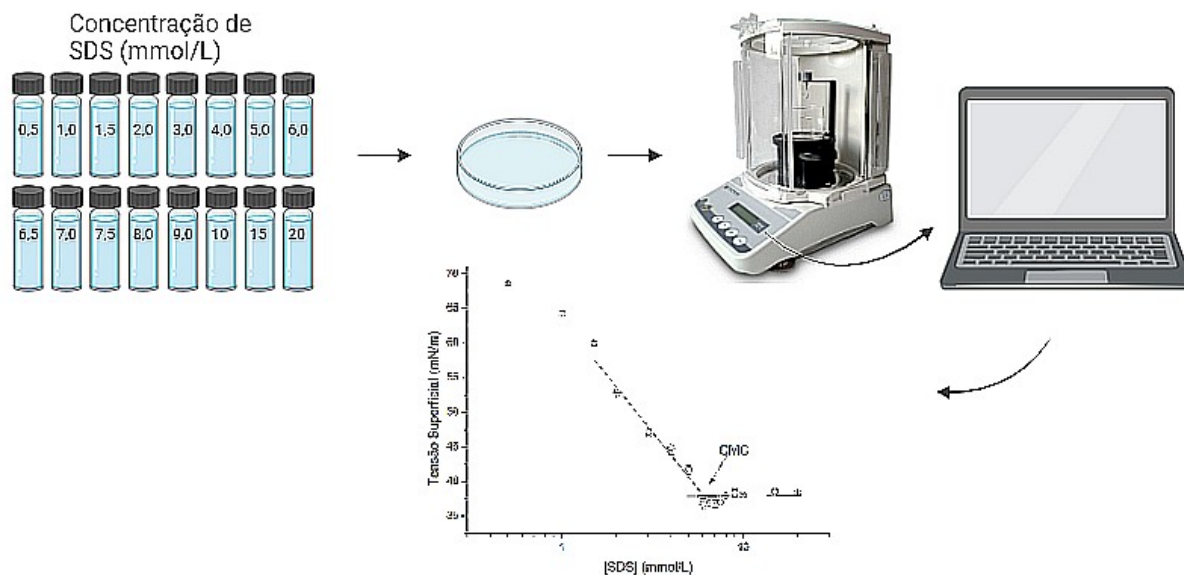 Concentração de
SDS (mmol/L)
0,5 1,0 1,5 2,0 3,0 4,0 5,0 6,0
6,5 7,0 7,5 8,0 9,0 10 15 20
70
65
60
55
50
45
40
35
Tensão Superficial (mN/m)
CMC
1 10
[SDS] (mmol/L)